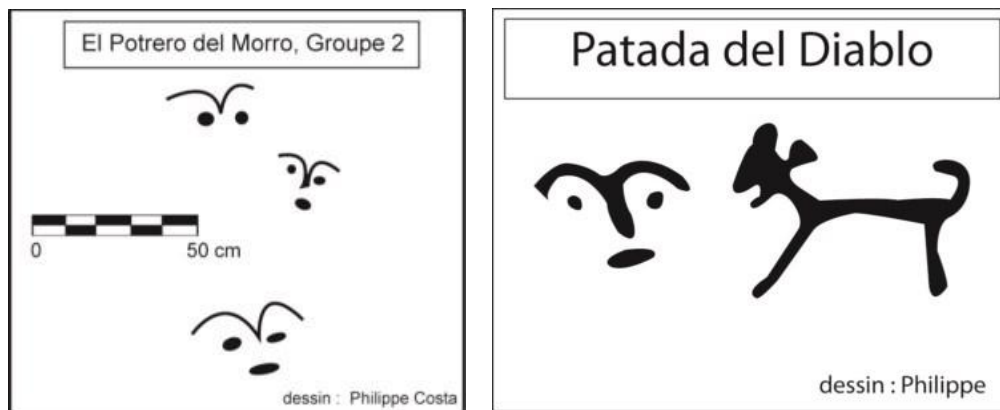 El Potrero del Morro, Groupe 2
0 50 cm
dessin : Philippe Costa
Patada del Diablo
dessin : Philippe